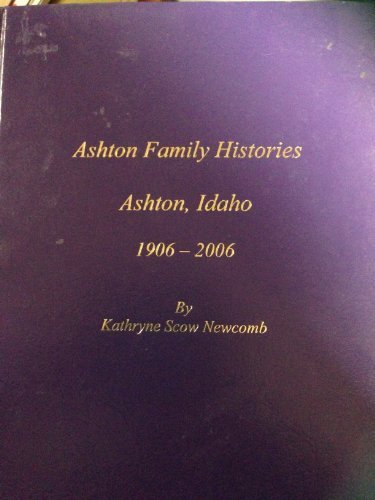 Ashton Family Histories
Ashton, Idaho
1906 – 2006
By
Kathryne Scow Newcomb